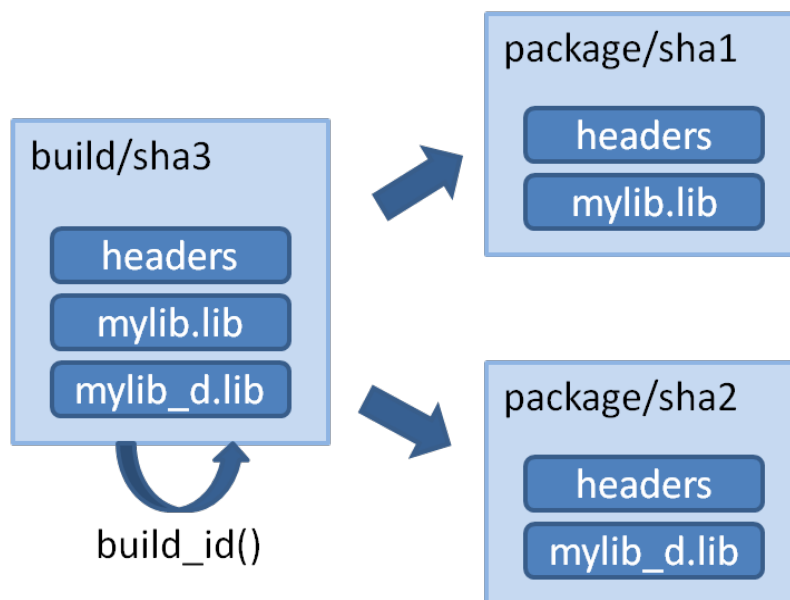 build/sha3
headers
mylib.lib
mylib_d.lib
build_id()
package/sha1
headers
mylib.lib
package/sha2
headers
mylib_d.lib